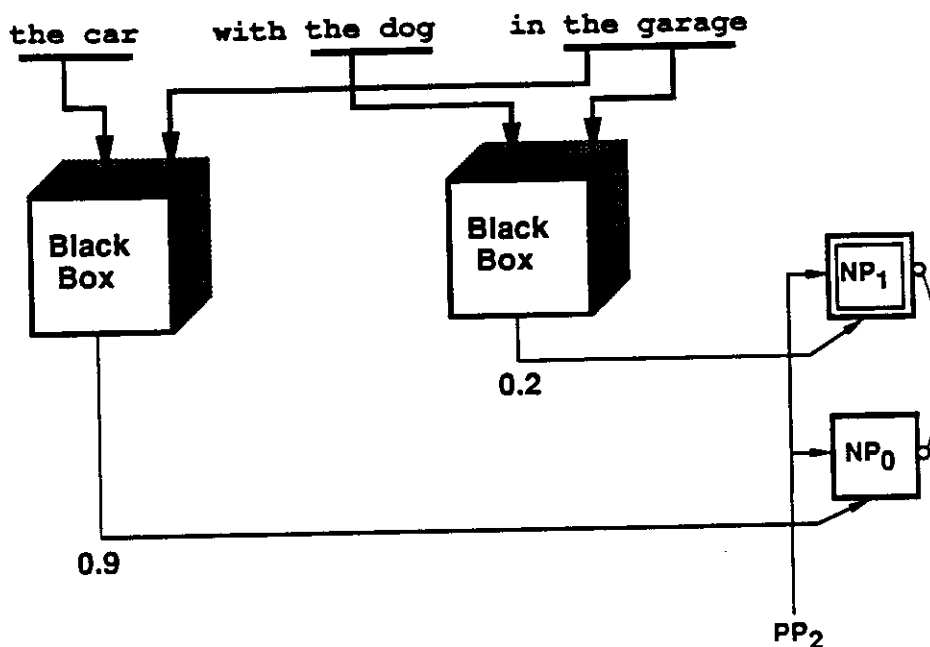 the car with the dog in the garage
Black
Box
Black
Box
NP1
0.2
NP0
0.9
PP2